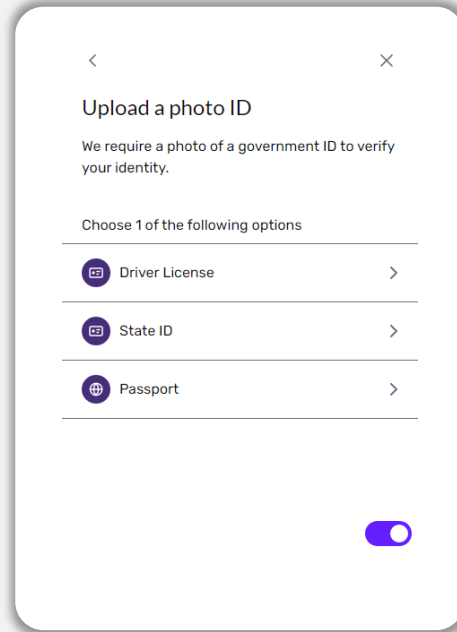 Upload a photo ID
We require a photo of a government ID to verify
your identity.
Choose 1 of the following options
Driver License
State ID
Passport